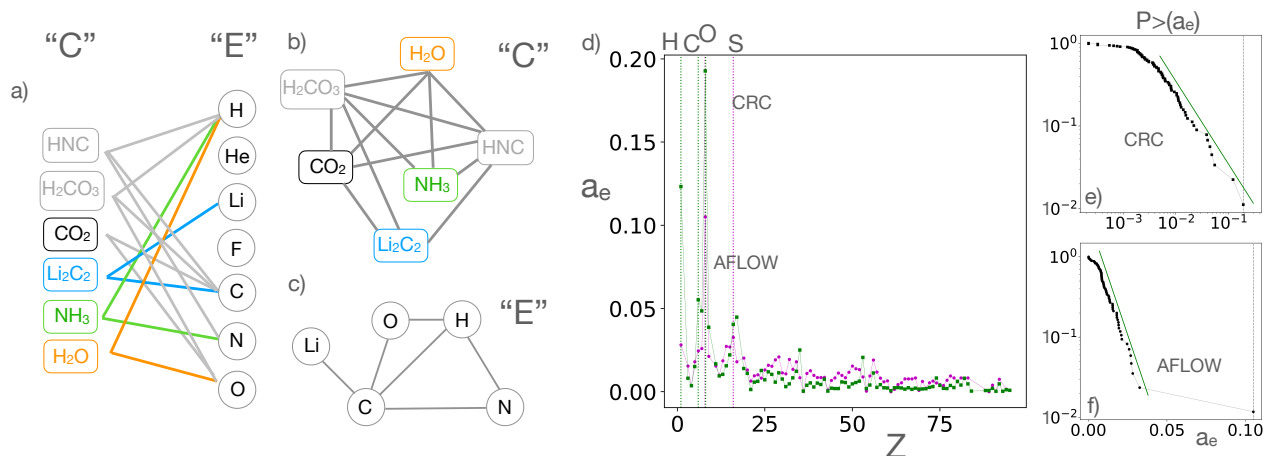 “C”
“E”
a)
HNC
H₂CO₃
CO₂
Li₂C₂
NH₃
H₂O
H
He
Li
F
C
N
O
b)
“C”
H₂O
H₂CO₃
HNC
CO₂
NH₃
Li₂C₂
c)
“E”
O
H
Li
C
N
d)
H C O S
0.20
0.15
0.10
0.05
0.00
aₑ
CRC
AFLOW
0 25 50 75
Z
P>(aₑ)
10⁰
10⁻¹
10⁻²
CRC
e)
10⁻³ 10⁻² 10⁻¹
10⁰
10⁻¹
10⁻²
AFLOW
f)
0.00 0.05 0.10
aₑ